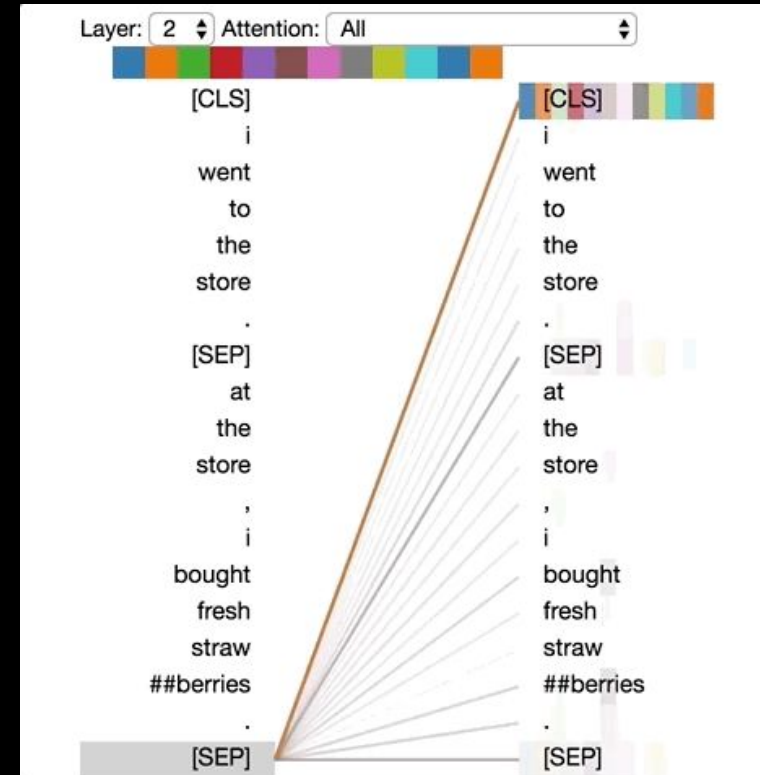 Layer: 2 Attention: All
[CLS] [CLS]
i i
went went
to to
the the
store store
. .
[SEP] [SEP]
at at
the the
store store
, ,
i i
bought bought
fresh fresh
straw straw
##berries ##berries
. .
[SEP] [SEP]